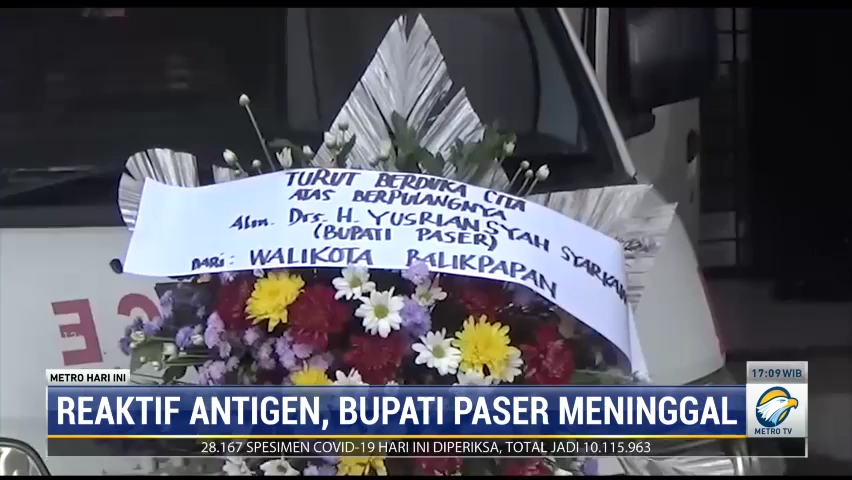 TURUT BERDUKA CITA
ATAS BERPULANGNYA
Alm. Drs. H. YUSRIANSYAH SYARKAWI
(BUPATI PASER)
DARI: WALIKOTA BALIKPAPAN
CE
METRO HARI INI
17:09 WIB
REAKTIF ANTIGEN, BUPATI PASER MENINGGAL
METRO TV
28.167 SPESIMEN COVID-19 HARI INI DIPERIKSA, TOTAL JADI 10.115.963